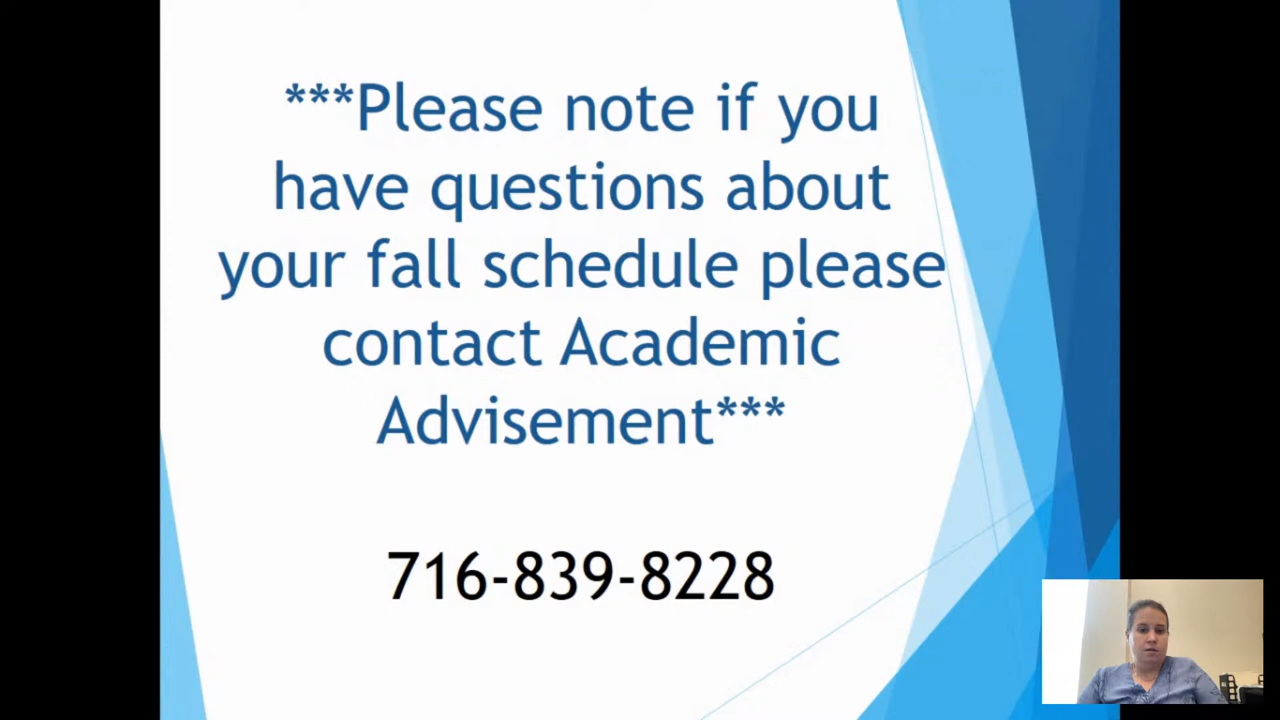 ***Please note if you
have questions about
your fall schedule please
contact Academic
Advisement***
716-839-8228